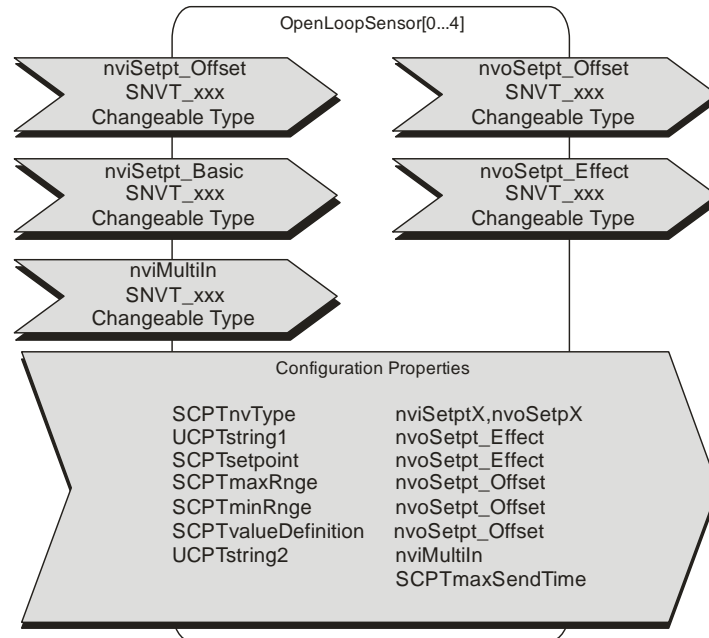 OpenLoopSensor[0...4]
nviSetpt_Offset
SNVT_xxx
Changeable Type
nvoSetpt_Offset
SNVT_xxx
Changeable Type
nviSetpt_Basic
SNVT_xxx
Changeable Type
nvoSetpt_Effect
SNVT_xxx
Changeable Type
nviMultiIn
SNVT_xxx
Changeable Type
Configuration Properties
SCPTnvType nviSetptX,nvoSetpX
UCPTstring1 nvoSetpt_Effect
SCPTsetpoint nvoSetpt_Effect
SCPTmaxRnge nvoSetpt_Offset
SCPTminRnge nvoSetpt_Offset
SCPTvalueDefinition nvoSetpt_Offset
UCPTstring2 nviMultiIn
SCPTmaxSendTime